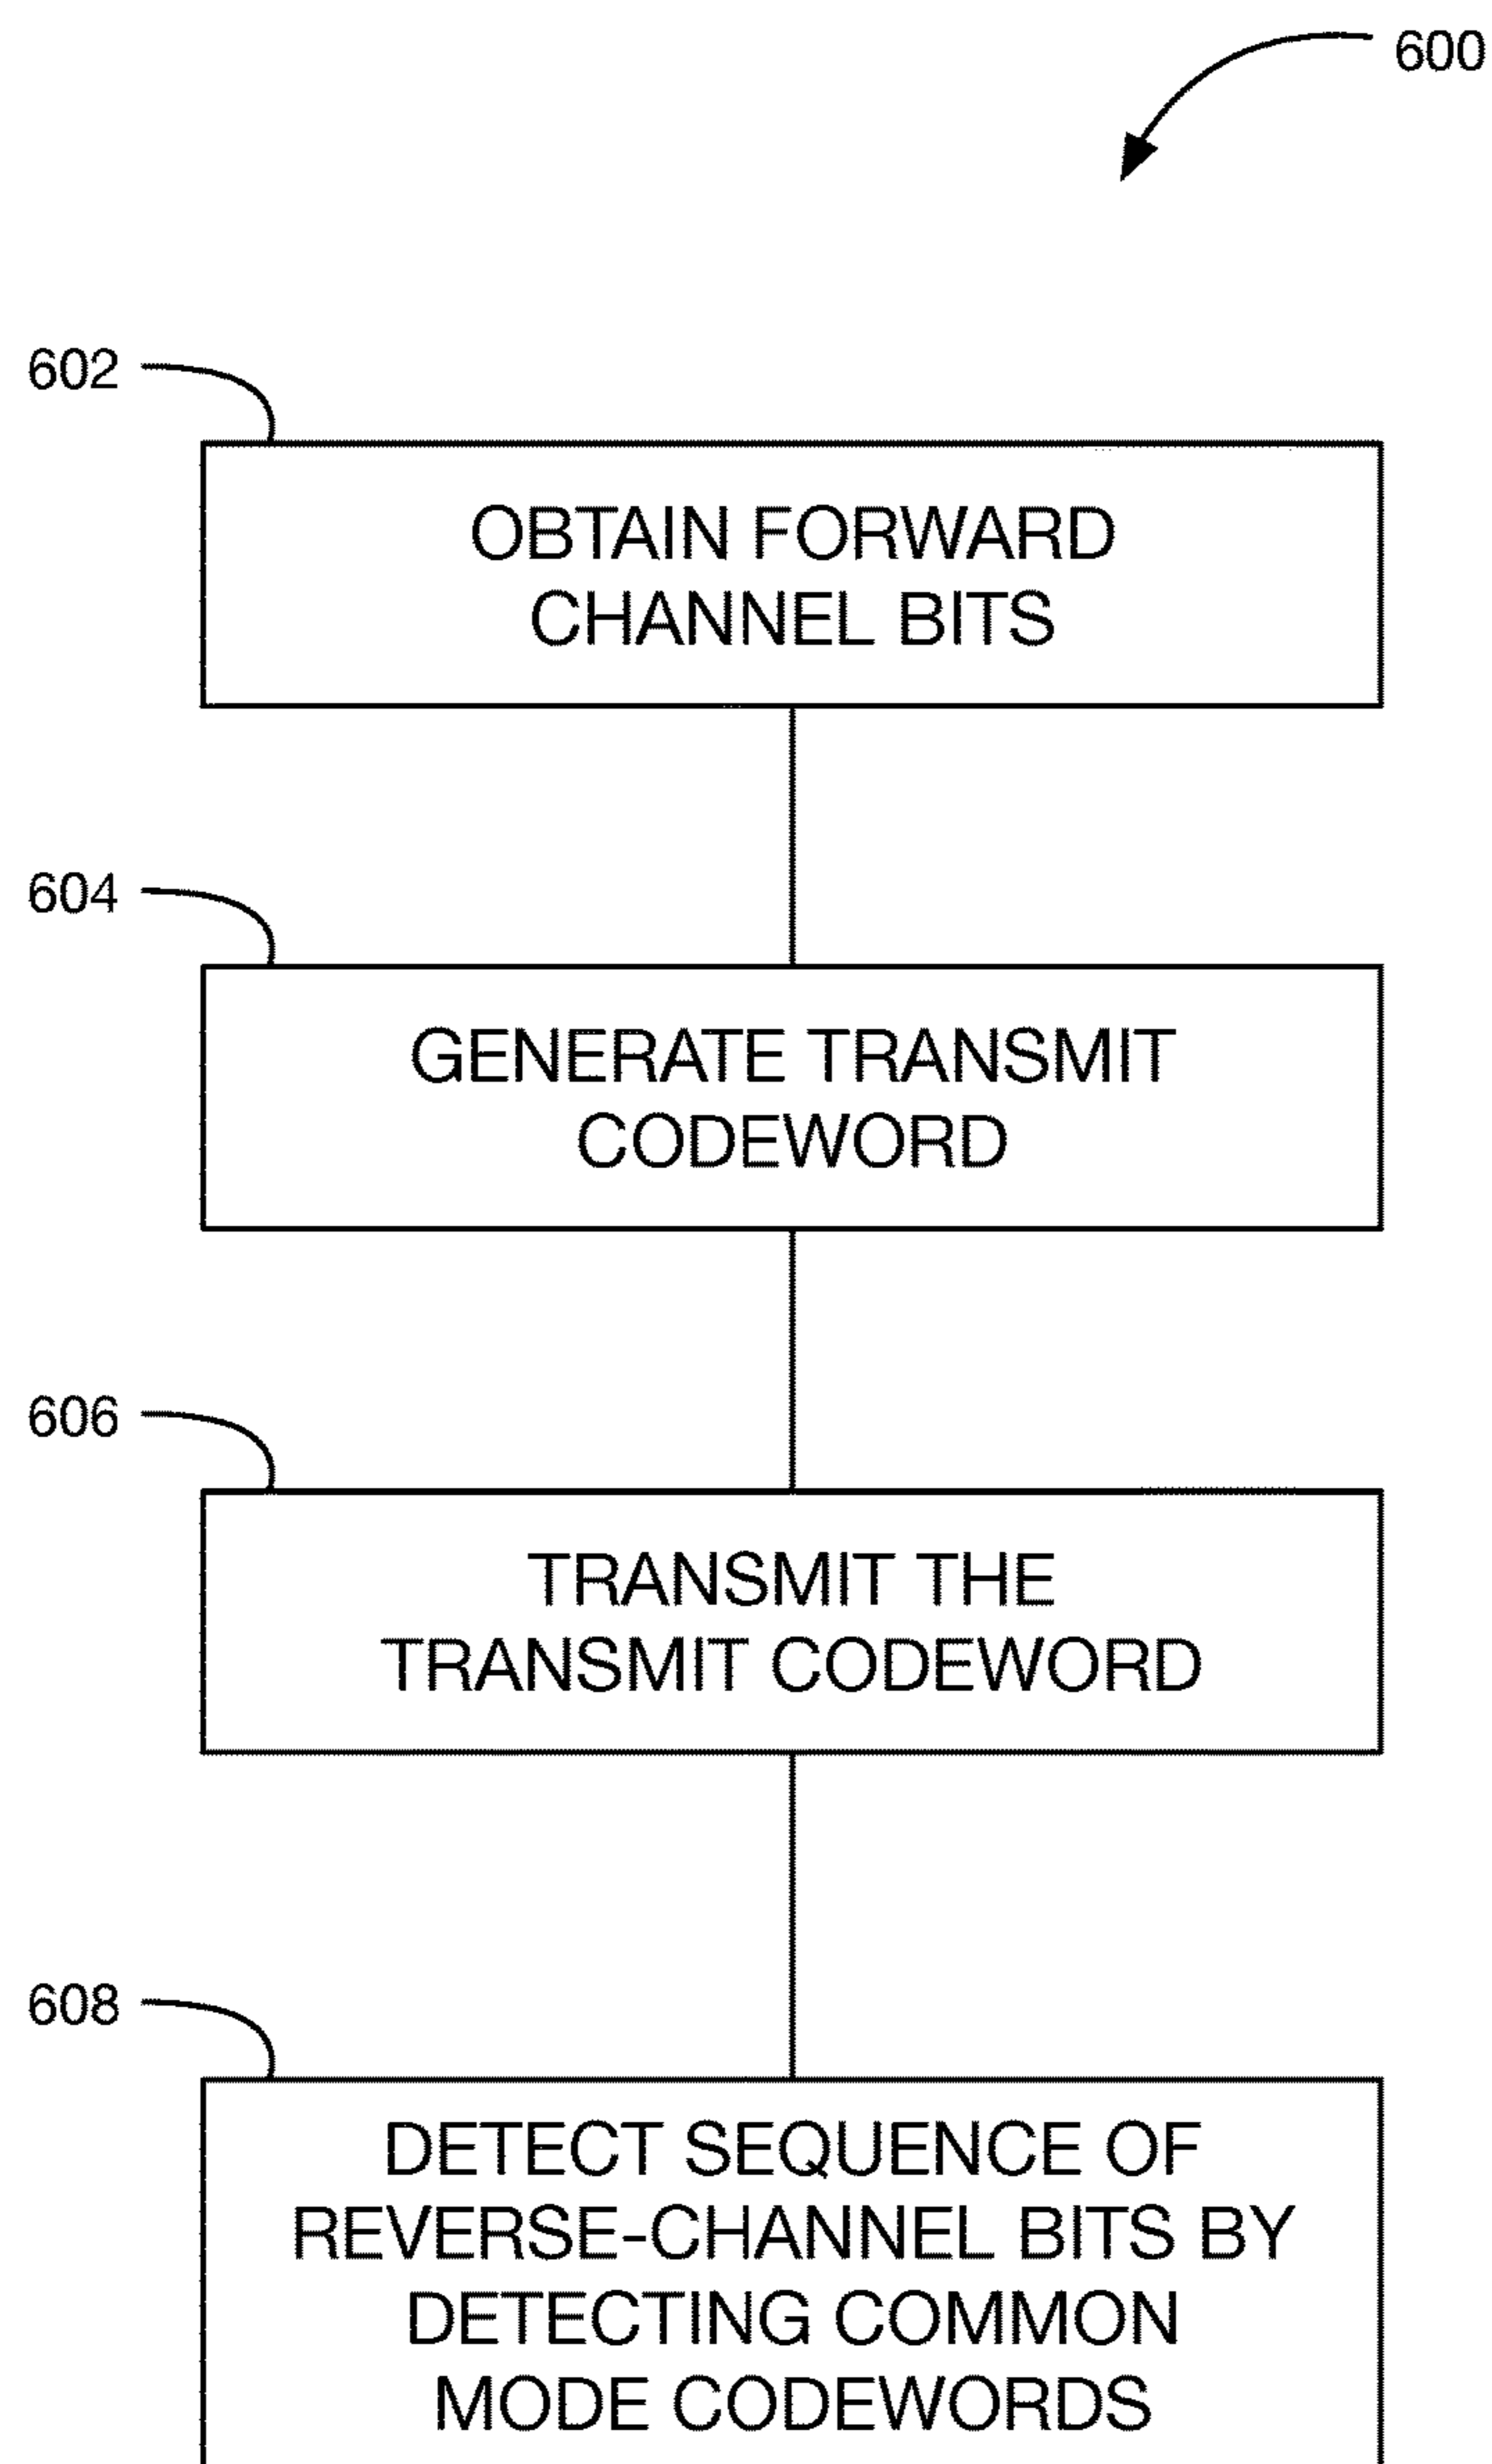 600
602
OBTAIN FORWARD
CHANNEL BITS
604
GENERATE TRANSMIT
CODEWORD
606
TRANSMIT THE
TRANSMIT CODEWORD
608
DETECT SEQUENCE OF
REVERSE-CHANNEL BITS BY
DETECTING COMMON
MODE CODEWORDS